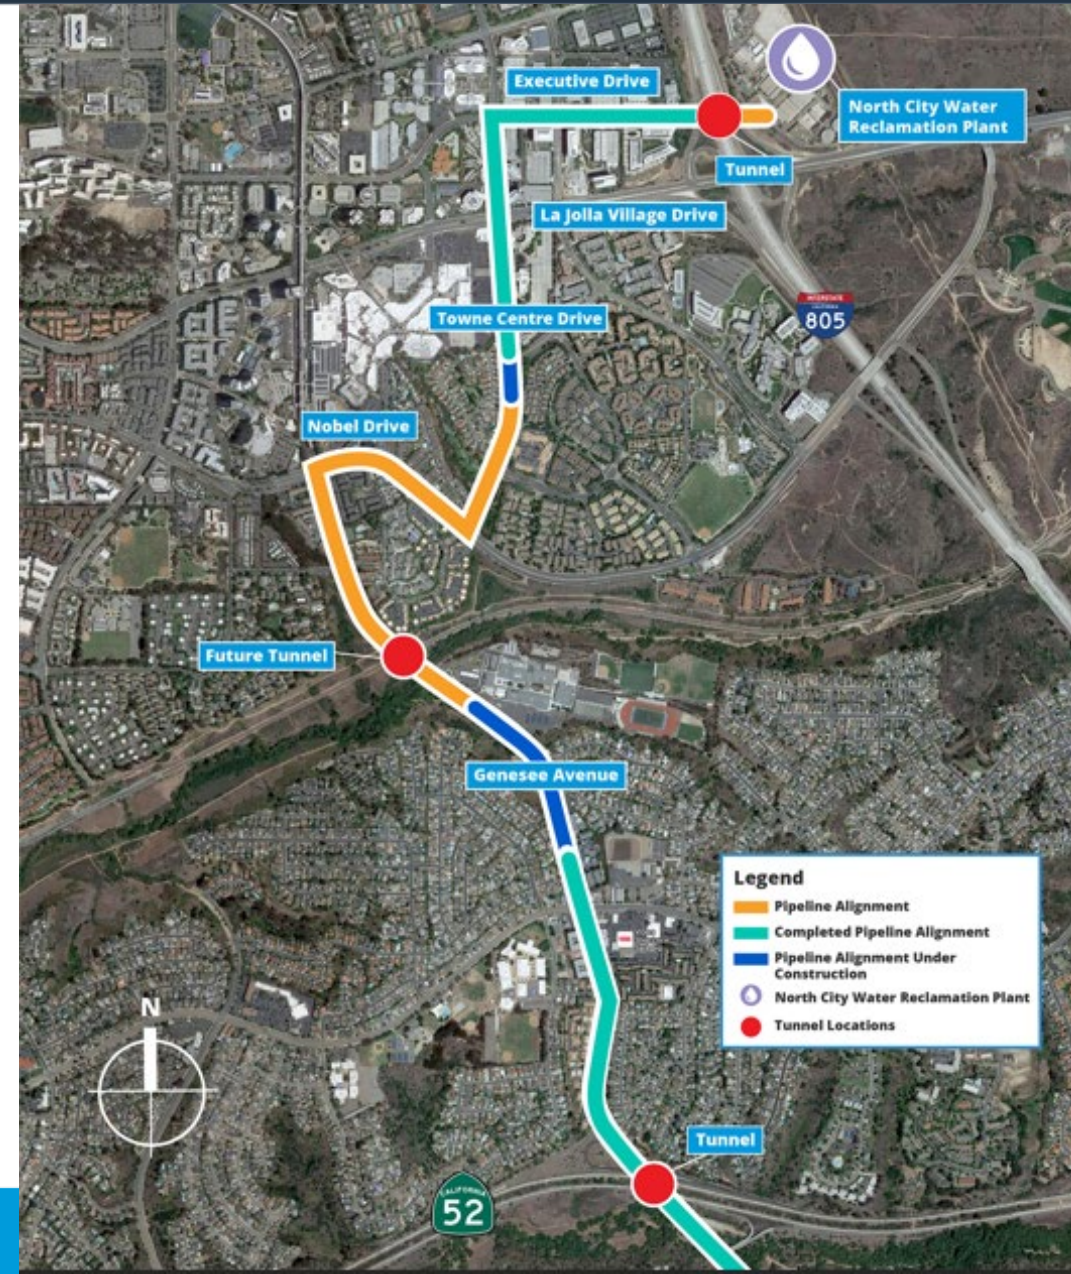 Executive Drive
North City Water
Reclamation Plant
Tunnel
La Jolla Village Drive
Towne Centre Drive
INTERSTATE
CALIFORNIA
805
Nobel Drive
Future Tunnel
Genesee Avenue
Legend
Pipeline Alignment
Completed Pipeline Alignment
Pipeline Alignment Under
Construction
North City Water Reclamation Plant
Tunnel Locations
N
Tunnel
CALIFORNIA
52